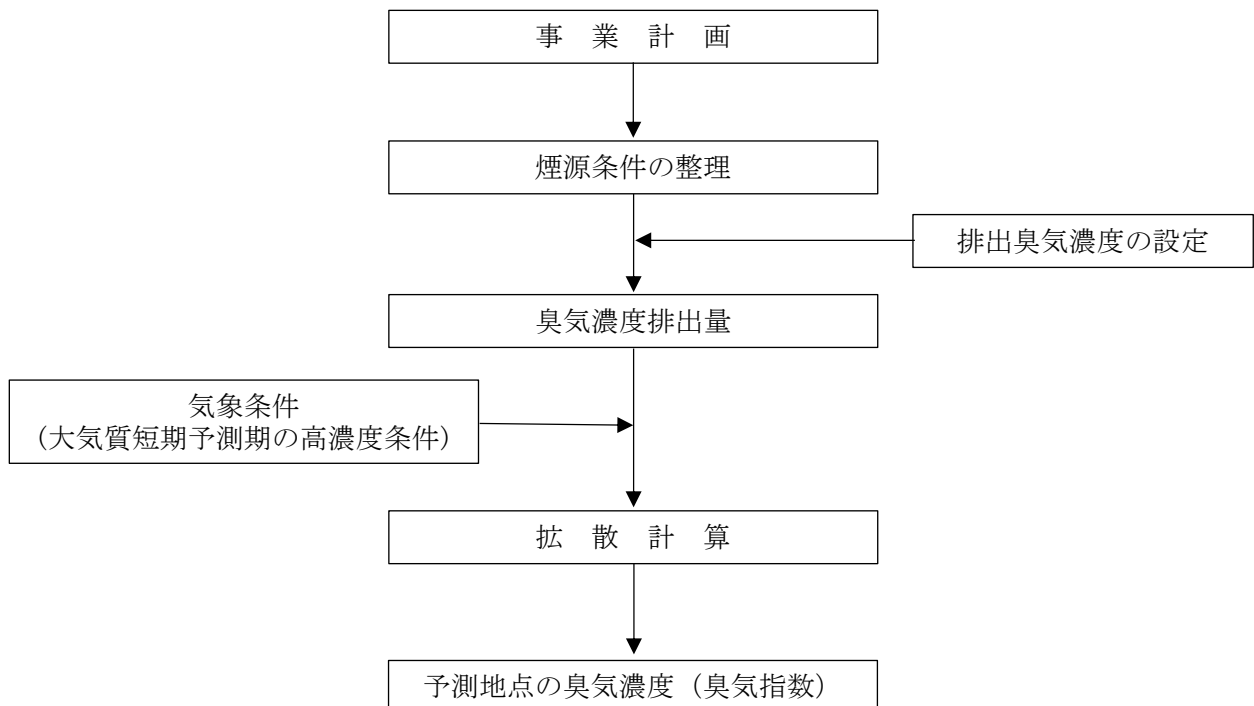 事　業　計　画
煙源条件の整理
排出臭気濃度の設定
臭気濃度排出量
気象条件
（大気質短期予測期の高濃度条件）
拡　散　計　算
予測地点の臭気濃度（臭気指数）